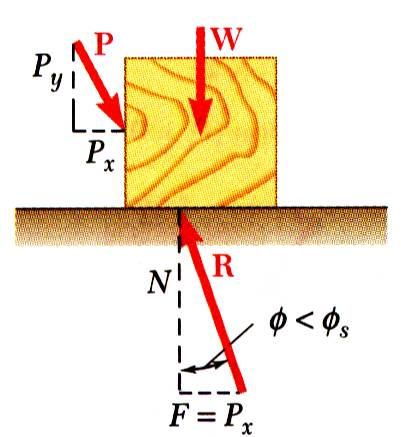 P
W
P_y
P_x
N
R
ϕ < ϕ_s
F = P_x